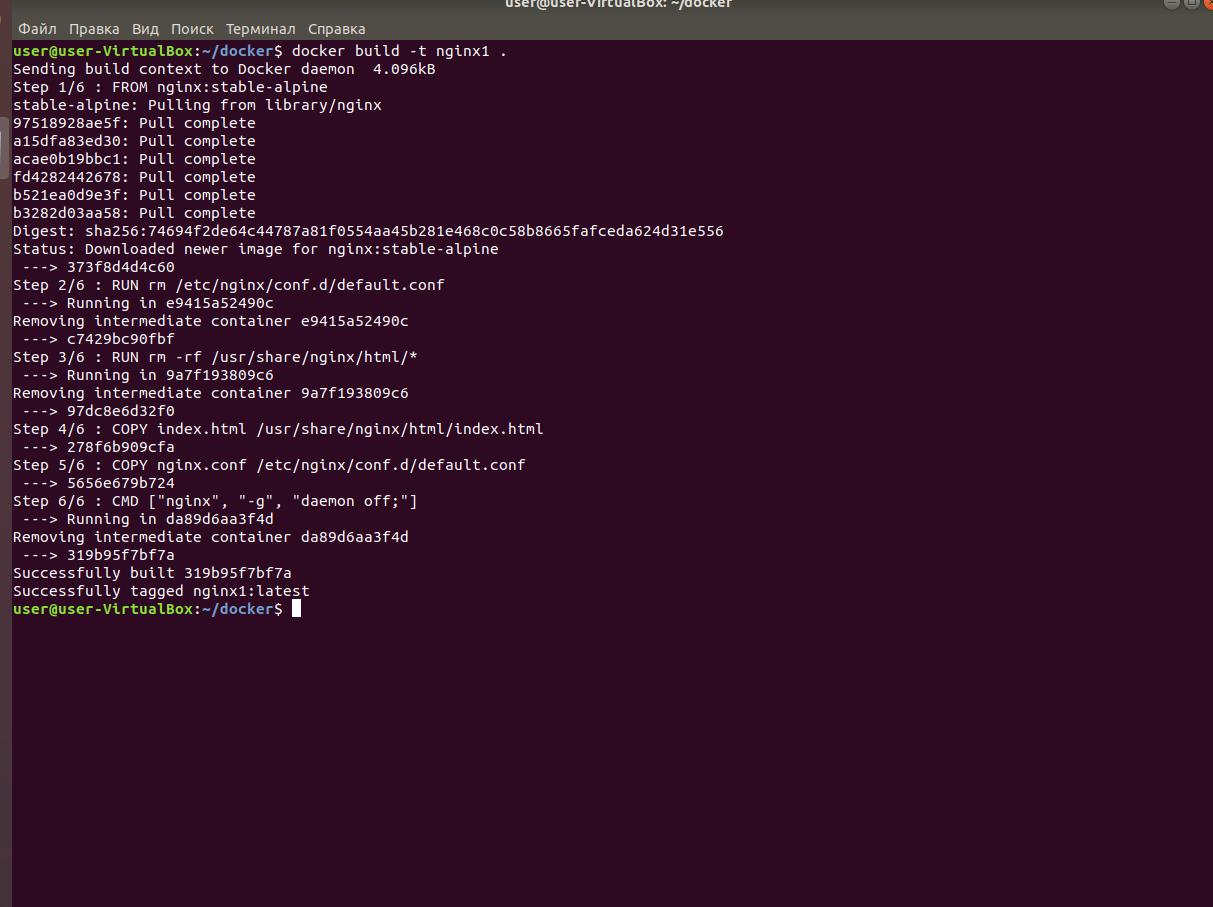 user@user-VirtualBox: ~/docker
Файл Правка Вид Поиск Терминал Справка
user@user-VirtualBox:~/docker$ docker build -t nginx1 .
Sending build context to Docker daemon  4.096kB
Step 1/6 : FROM nginx:stable-alpine
stable-alpine: Pulling from library/nginx
97518928ae5f: Pull complete
a15dfa83ed30: Pull complete
acae0b19bbc1: Pull complete
fd4282442678: Pull complete
b521ea0d9e3f: Pull complete
b3282d03aa58: Pull complete
Digest: sha256:74694f2de64c44787a81f0554aa45b281e468c0c58b8665fafceda624d31e556
Status: Downloaded newer image for nginx:stable-alpine
 ---> 373f8d4d4c60
Step 2/6 : RUN rm /etc/nginx/conf.d/default.conf
 ---> Running in e9415a52490c
Removing intermediate container e9415a52490c
 ---> c7429bc90fbf
Step 3/6 : RUN rm -rf /usr/share/nginx/html/*
 ---> Running in 9a7f193809c6
Removing intermediate container 9a7f193809c6
 ---> 97dc8e6d32f0
Step 4/6 : COPY index.html /usr/share/nginx/html/index.html
 ---> 278f6b909cfa
Step 5/6 : COPY nginx.conf /etc/nginx/conf.d/default.conf
 ---> 5656e679b724
Step 6/6 : CMD ["nginx", "-g", "daemon off;"]
 ---> Running in da89d6aa3f4d
Removing intermediate container da89d6aa3f4d
 ---> 319b95f7bf7a
Successfully built 319b95f7bf7a
Successfully tagged nginx1:latest
user@user-VirtualBox:~/docker$